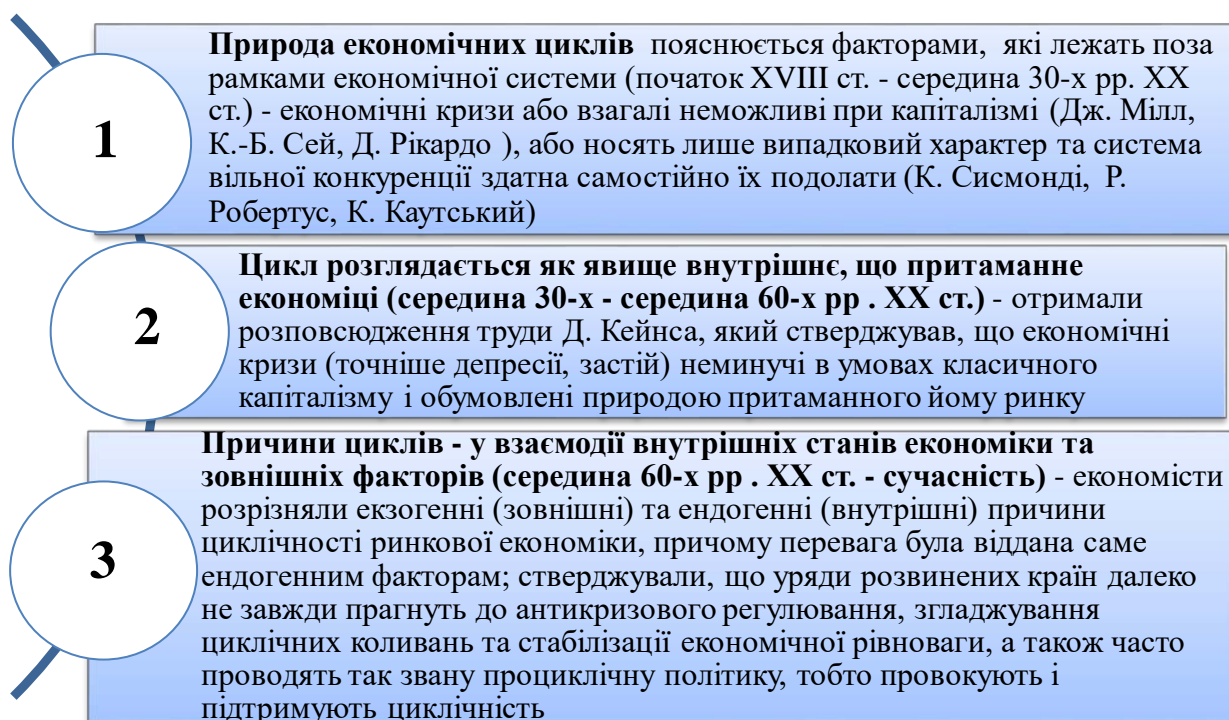 1
Природа економічних циклів пояснюється факторами, які лежать поза
рамками економічної системи (початок XVIII ст. - середина 30-х рр. XX
ст.) - економічні кризи або взагалі неможливі при капіталізмі (Дж. Мілл,
К.-Б. Сей, Д. Рікардо ), або носять лише випадковий характер та система
вільної конкуренції здатна самостійно їх подолати (К. Сисмонді, Р.
Робертус, К. Каутський)
2
Цикл розглядається як явище внутрішнє, що притаманне
економіці (середина 30-х - середина 60-х рр . XX ст.) - отримали
розповсюдження труди Д. Кейнса, який стверджував, що економічні
кризи (точніше депресії, застій) неминучі в умовах класичного
капіталізму і обумовлені природою притаманного йому ринку
3
Причини циклів - у взаємодії внутрішніх станів економіки та
зовнішніх факторів (середина 60-х рр . XX ст. - сучасність) - економісти
розрізняли екзогенні (зовнішні) та ендогенні (внутрішні) причини
циклічності ринкової економіки, причому перевага була віддана саме
ендогенним факторам; стверджували, що уряди розвинених країн далеко
не завжди прагнуть до антикризового регулювання, згладжування
циклічних коливань та стабілізації економічної рівноваги, а також часто
проводять так звану проциклічну політику, тобто провокують і
підтримують циклічність